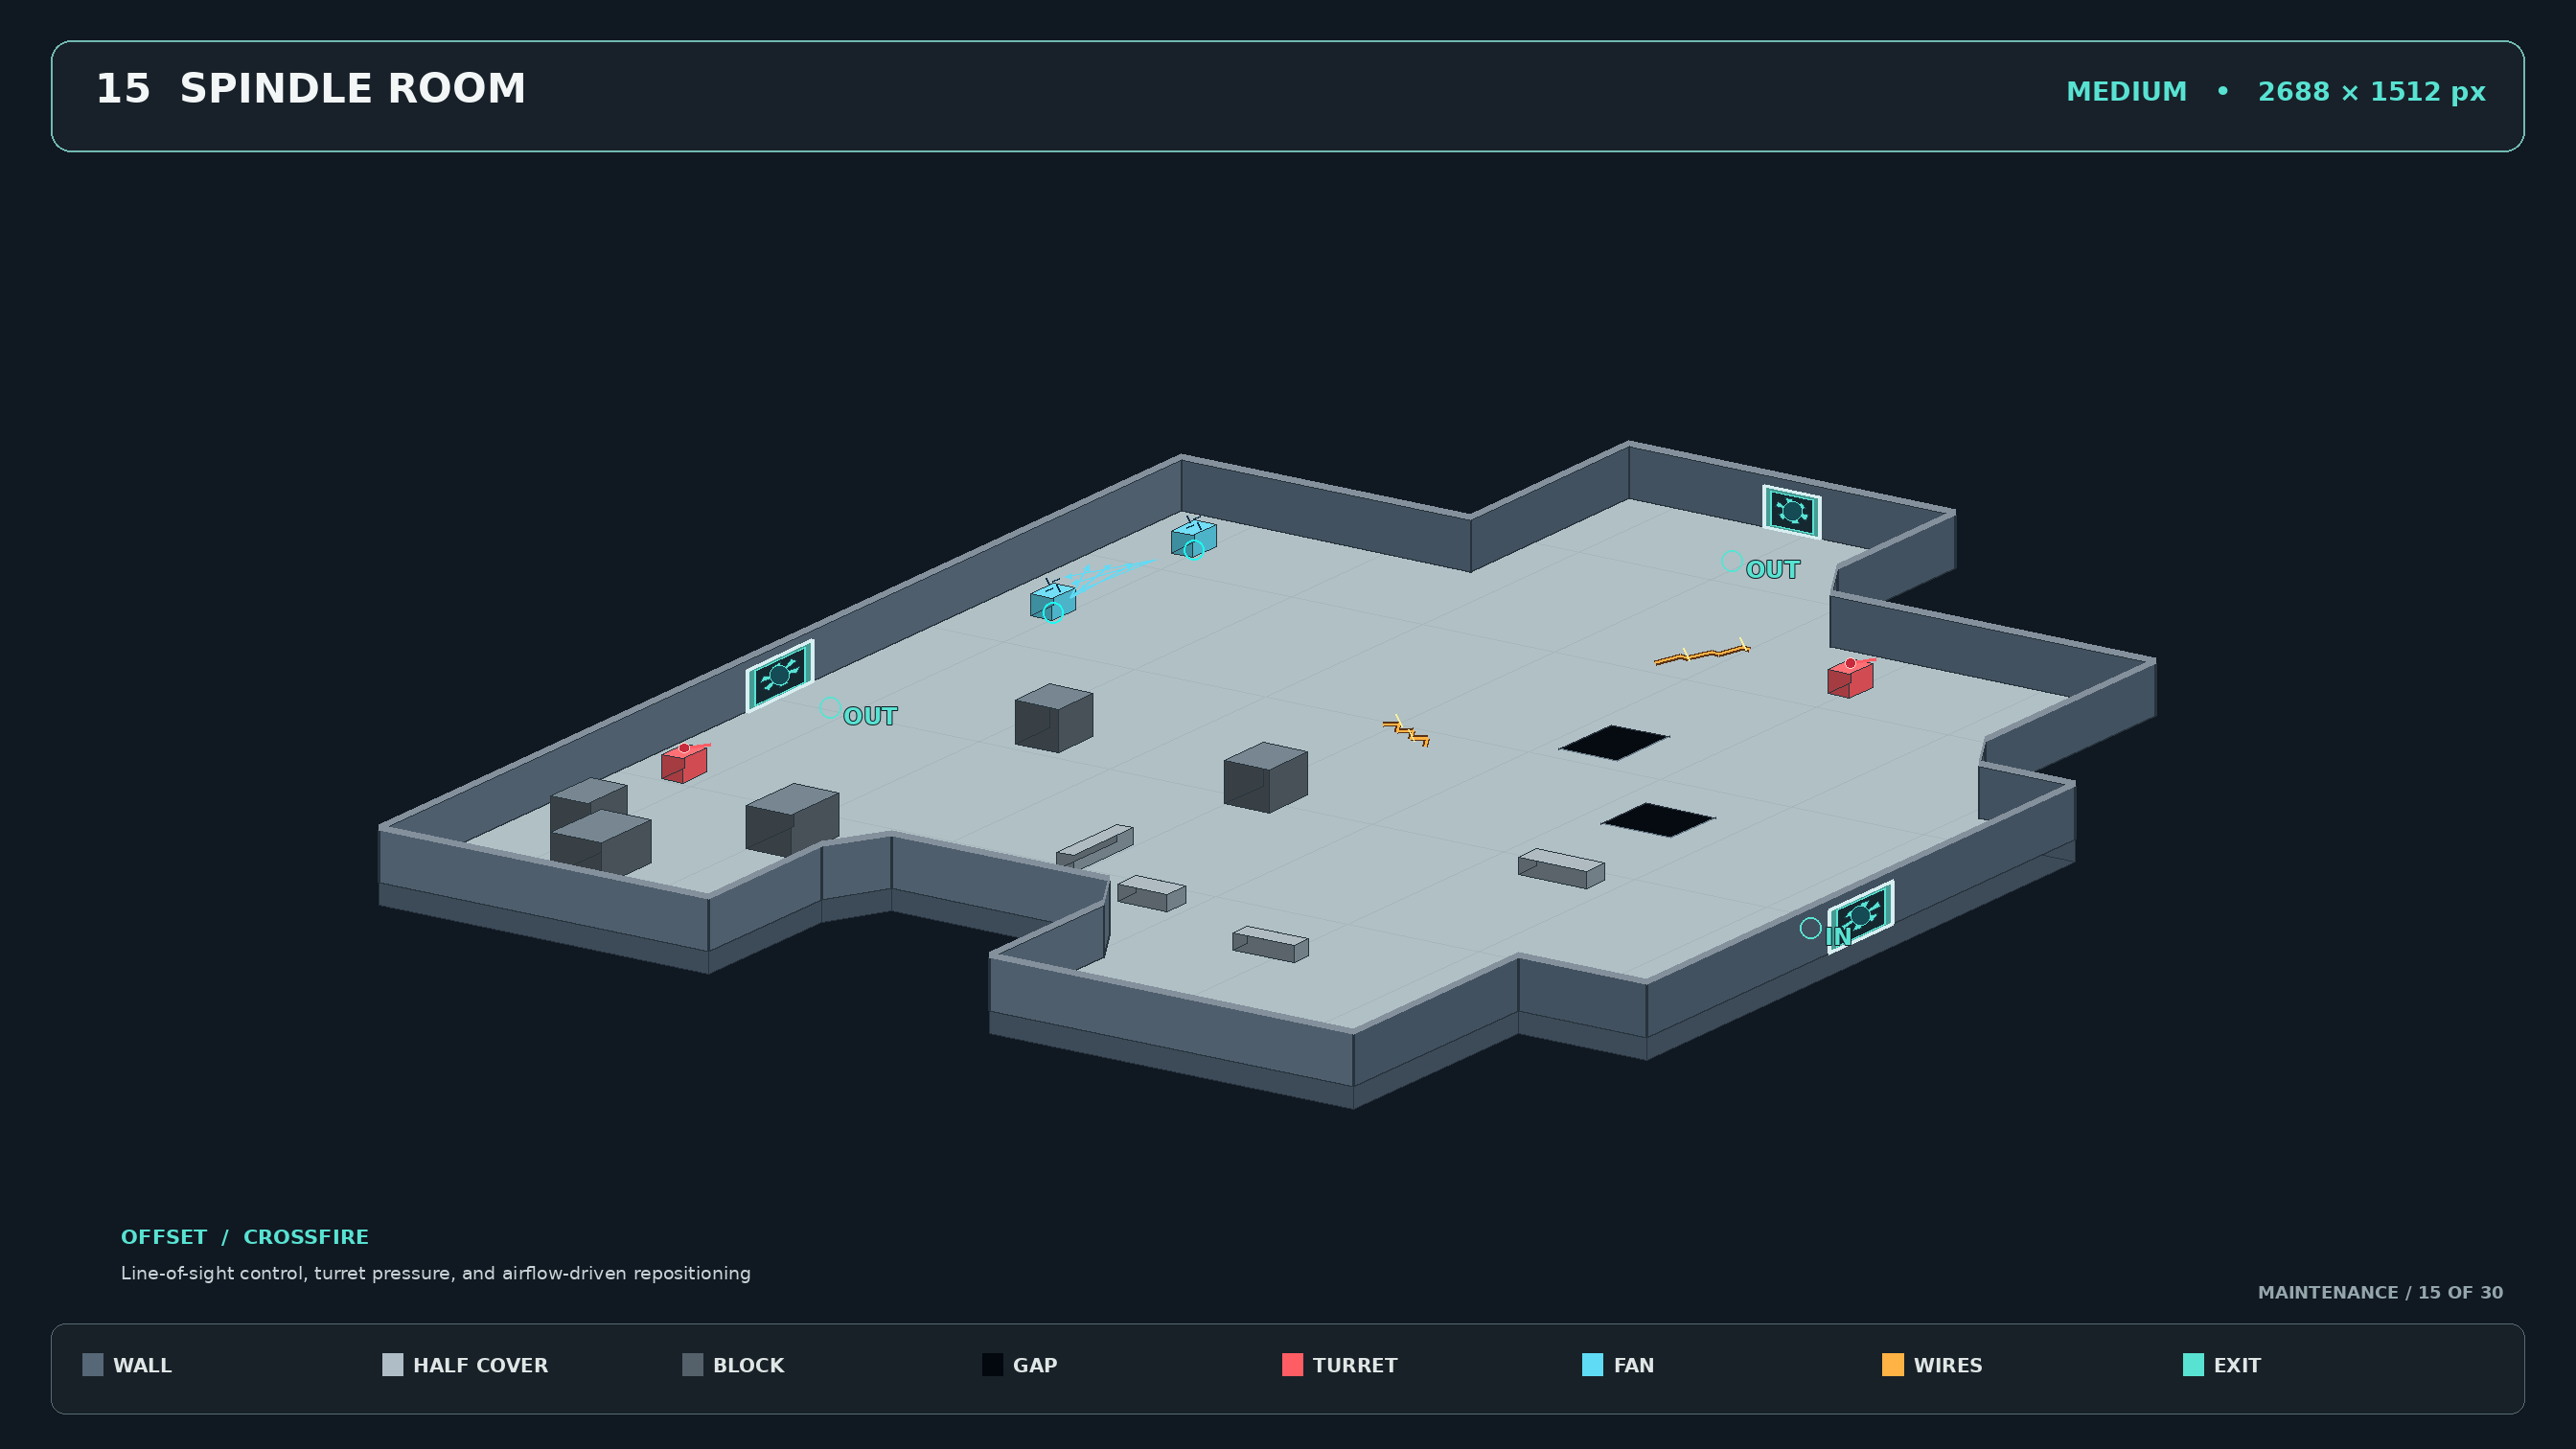 15 SPINDLE ROOM
MEDIUM • 2688 × 1512 px
OUT
OUT
IN
OFFSET / CROSSFIRE
Line-of-sight control, turret pressure, and airflow-driven repositioning
MAINTENANCE / 15 OF 30
WALL
HALF COVER
BLOCK
GAP
TURRET
FAN
WIRES
EXIT